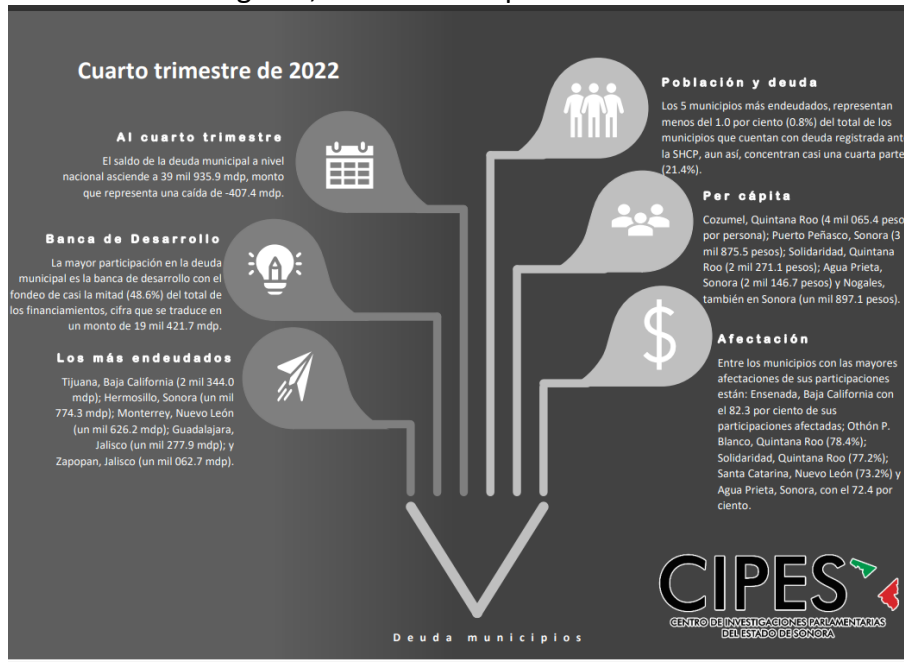 Cuarto trimestre de 2022
Al cuarto trimestre
El saldo de la deuda municipal a nivel
nacional asciende a 39 mil 935.9 mdp, monto
que representa una caída de -407.4 mdp.
Banca de Desarrollo
La mayor participación en la deuda
municipal es la banca de desarrollo con el
fondeo de casi la mitad (48.6%) del total de
los financiamientos, cifra que se traduce en
un monto de 19 mil 421.7 mdp.
Los más endeudados
Tijuana, Baja California (2 mil 344.0
mdp); Hermosillo, Sonora (un mil
774.3 mdp); Monterrey, Nuevo León
(un mil 626.2 mdp); Guadalajara,
Jalisco (un mil 277.9 mdp); y
Zapopan, Jalisco (un mil 062.7 mdp).
Población y deuda
Los 5 municipios más endeudados, representan
menos del 1.0 por ciento (0.8%) del total de los
municipios que cuentan con deuda registrada ant
la SHCP, aun así, concentran casi una cuarta parte
(21.4%).
Per cápita
Cozumel, Quintana Roo (4 mil 065.4 peso
por persona); Puerto Peñasco, Sonora (3
mil 875.5 pesos); Solidaridad, Quintana
Roo (2 mil 271.1 pesos); Agua Prieta,
Sonora (2 mil 146.7 pesos) y Nogales,
también en Sonora (un mil 897.1 pesos).
Afectación
Entre los municipios con las mayores
afectaciones de sus participaciones
están: Ensenada, Baja California con
el 82.3 por ciento de sus
participaciones afectadas; Othón P.
Blanco, Quintana Roo (78.4%);
Solidaridad, Quintana Roo (77.2%);
Santa Catarina, Nuevo León (73.2%) y
Agua Prieta, Sonora, con el 72.4 por
ciento.
Deuda municipios
CIPES
CENTRO DE INVESTIGACIONES PARLAMENTARIAS
DEL ESTADO DE SONORA